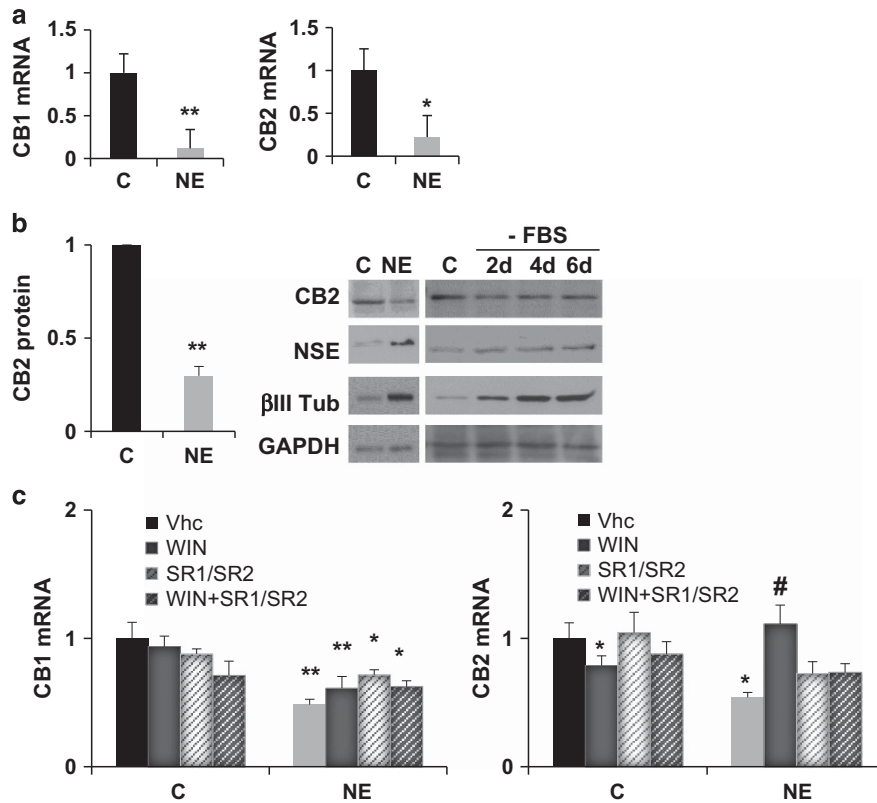 a
CB1 mRNA
1.5
1
0.5
0
**
C NE
CB2 mRNA
1.5
1
0.5
0
*
C NE
b
CB2 protein
1
0.5
0
**
C NE
- FBS
C NE C 2d 4d 6d
CB2
NSE
βIII Tub
GAPDH
c
CB1 mRNA
2
1
0
Vhc
WIN
SR1/SR2
WIN+SR1/SR2
** ** * *
C NE
CB2 mRNA
2
1
0
Vhc
WIN
SR1/SR2
WIN+SR1/SR2
* * #
C NE